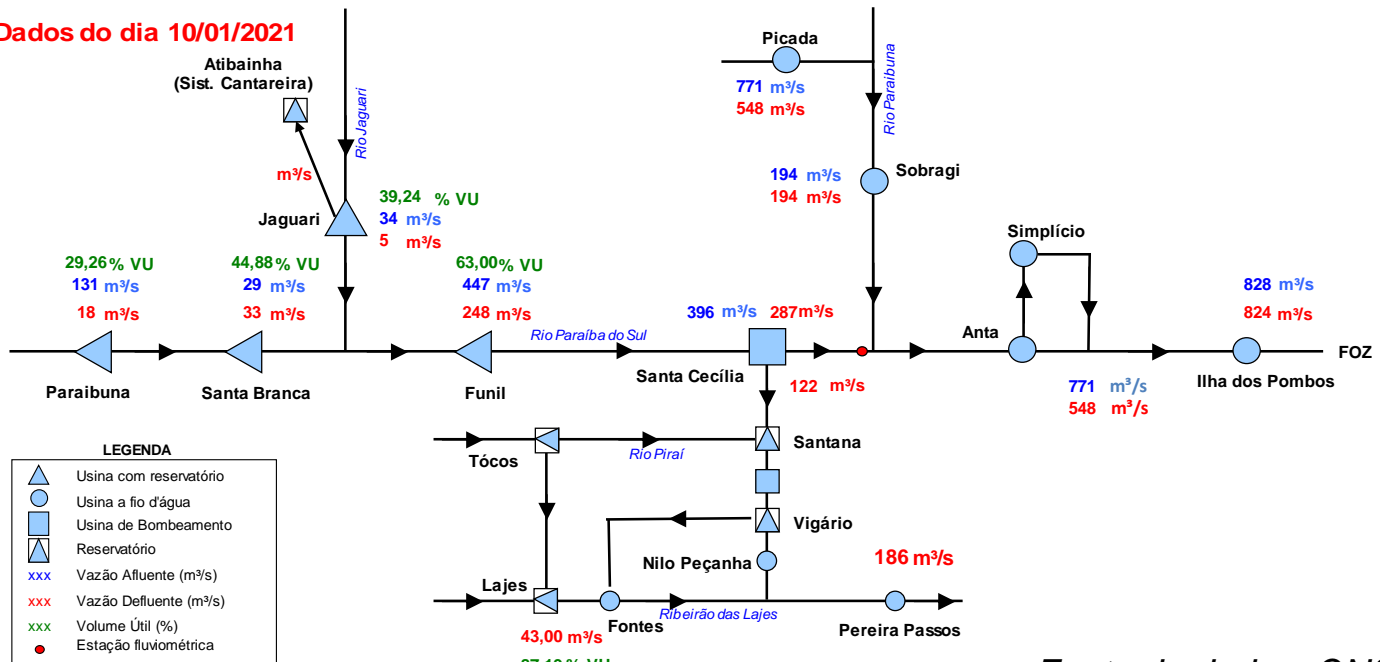 Dados do dia 10/01/2021
Atibainha
(Sist. Cantareira)
Rio Jaguari
m³/s
Jaguari
39,24 % VU
34 m³/s
5 m³/s
Picada
771 m³/s
548 m³/s
Rio Paraibuna
Sobragi
194 m³/s
194 m³/s
29,26 % VU
131 m³/s
18 m³/s
Paraibuna
44,88 % VU
29 m³/s
33 m³/s
Santa Branca
63,00 % VU
447 m³/s
248 m³/s
Funil
Rio Paraíba do Sul
396 m³/s 287 m³/s
Santa Cecília
122 m³/s
Simplício
Anta
771 m³/s
548 m³/s
828 m³/s
824 m³/s
Ilha dos Pombos
FOZ
Tócos
Rio Piraí
Santana
Vigário
Nilo Peçanha
186 m³/s
Lajes
Fontes
Ribeirão das Lajes
Pereira Passos
43,00 m³/s
LEGENDA
Usina com reservatório
Usina a fio d'água
Usina de Bombeamento
Reservatório
xxx Vazão Afluente (m³/s)
xxx Vazão Defluente (m³/s)
xxx Volume Útil (%)
Estação fluviométrica